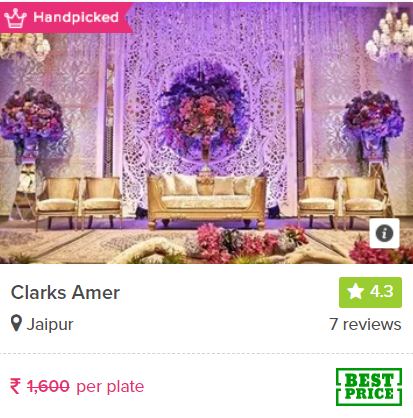 Handpicked
Clarks Amer
4.3
Jaipur
7 reviews
₹ 1,600 per plate
BEST
PRICE